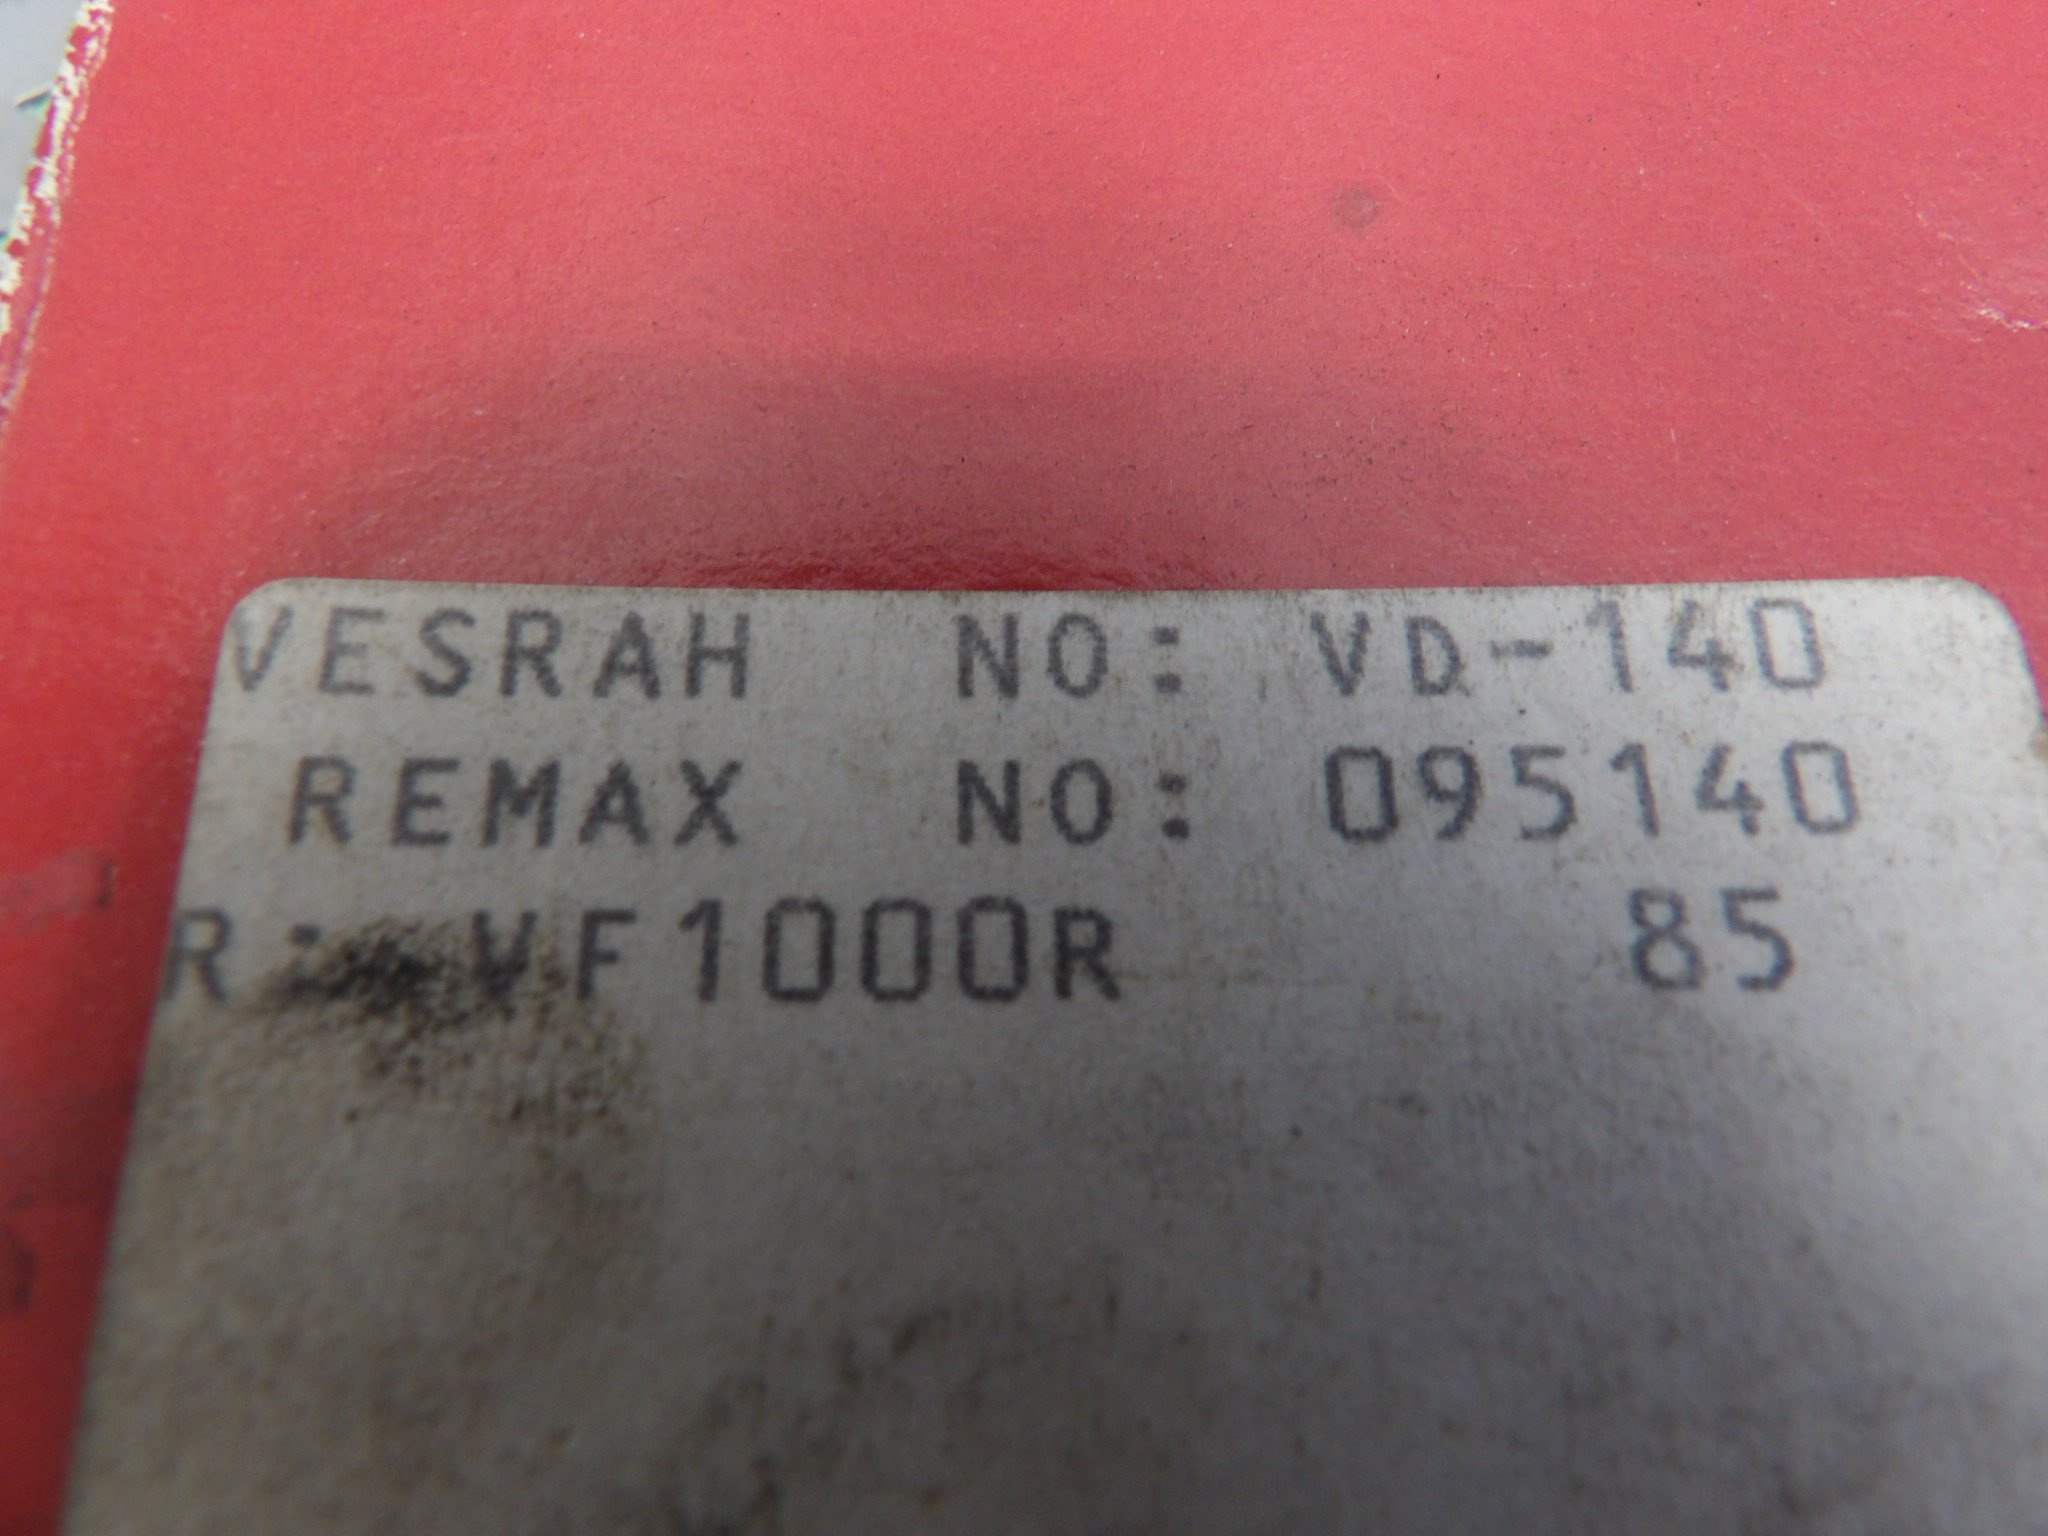 VESRAH NO: VD-140
REMAX NO: 095140
R: VF1000R 85